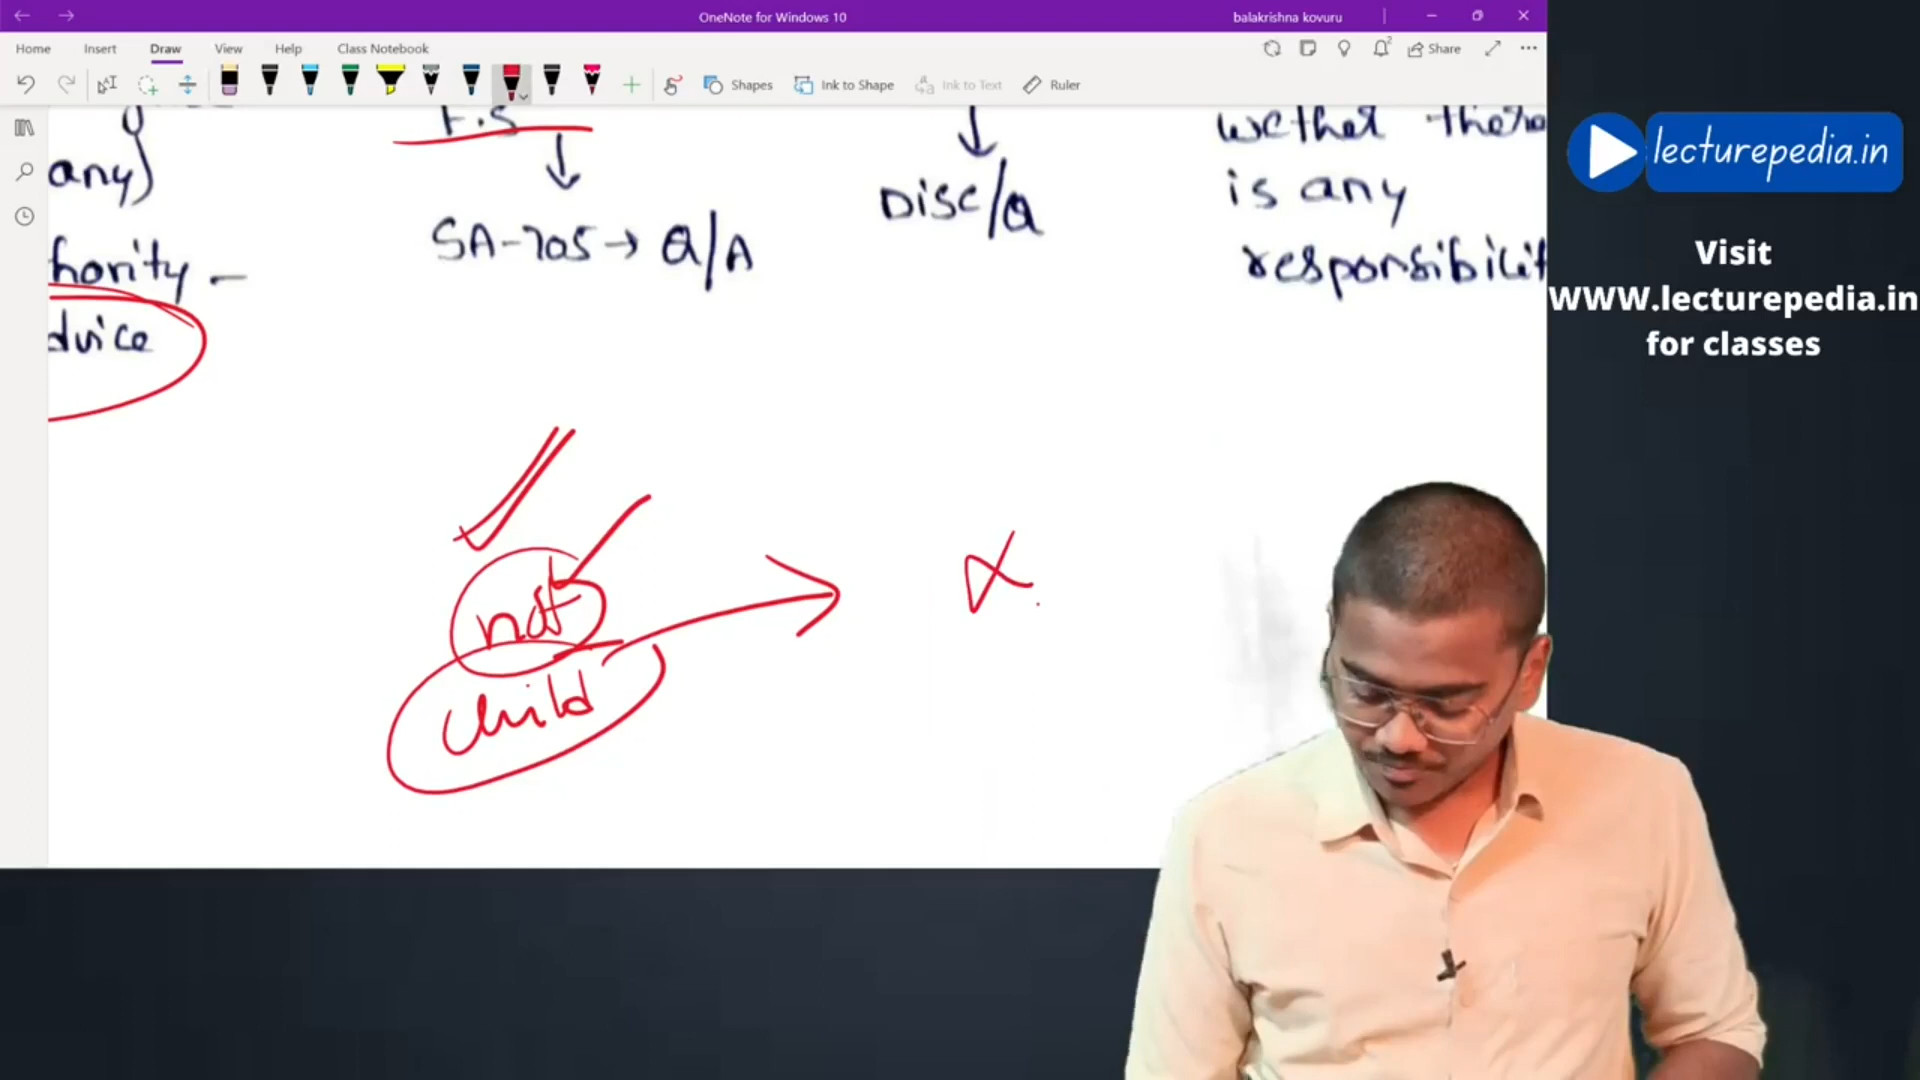 OneNote for Windows 10
balakrishna kovuru
Home Insert Draw View Help Class Notebook
Share
Shapes Ink to Shape Ink to Text Ruler
F.S
wether there
any)
is any
DISC/Q
SA-705→ Q/A
hority -
responsibilit
dvice
not
child
lecturepedia.in
Visit
WWW.lecturepedia.in
for classes